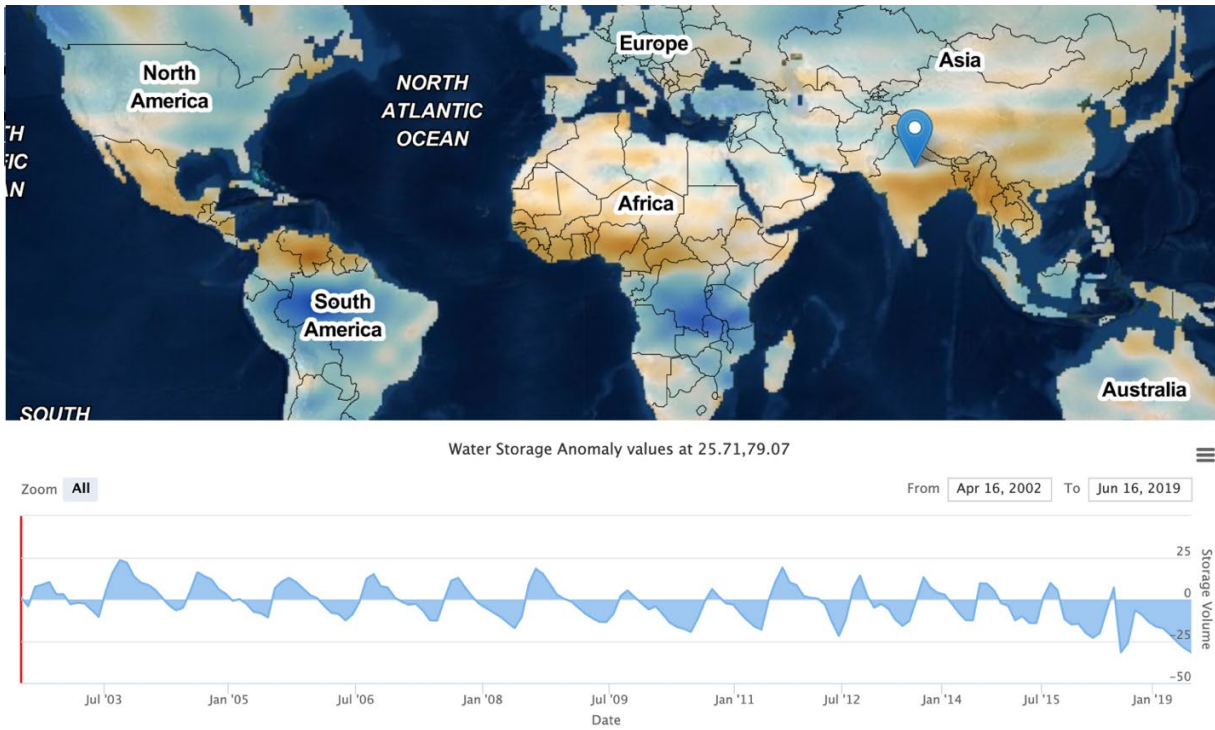 North
America
NORTH
ATLANTIC
OCEAN
Europe
Asia
TH
FIC
AN
Africa
South
America
Australia
SOUTH
Water Storage Anomaly values at 25.71,79.07
Zoom All From Apr 16, 2002 To Jun 16, 2019
25
0
−25
−50
Storage Volume
Jul '03 Jan '05 Jul '06 Jan '08 Jul '09 Jan '11 Jul '12 Jan '14 Jul '15 Jan '19
Date